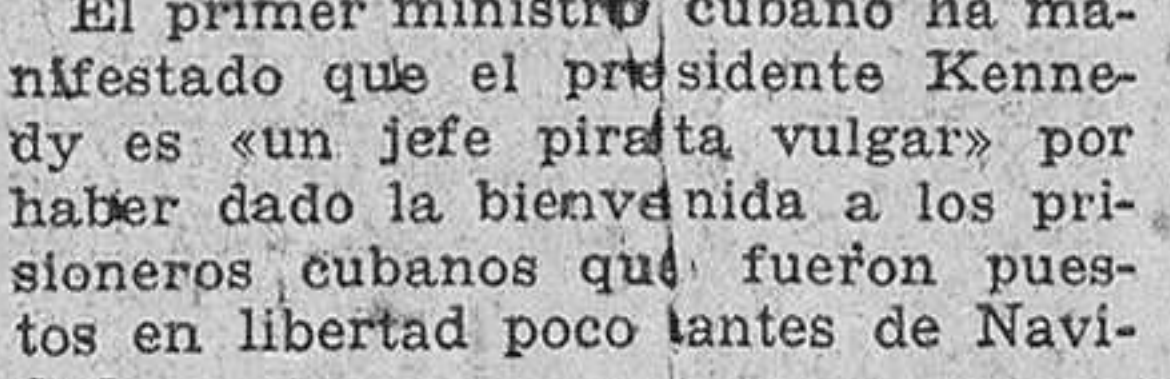 El primer ministro cubano ha ma-
nifestado que el presidente Kenne-
dy es «un jefe pirata vulgar» por
haber dado la bienvenida a los pri-
sioneros cubanos que fueron pues-
tos en libertad poco antes de Navi-